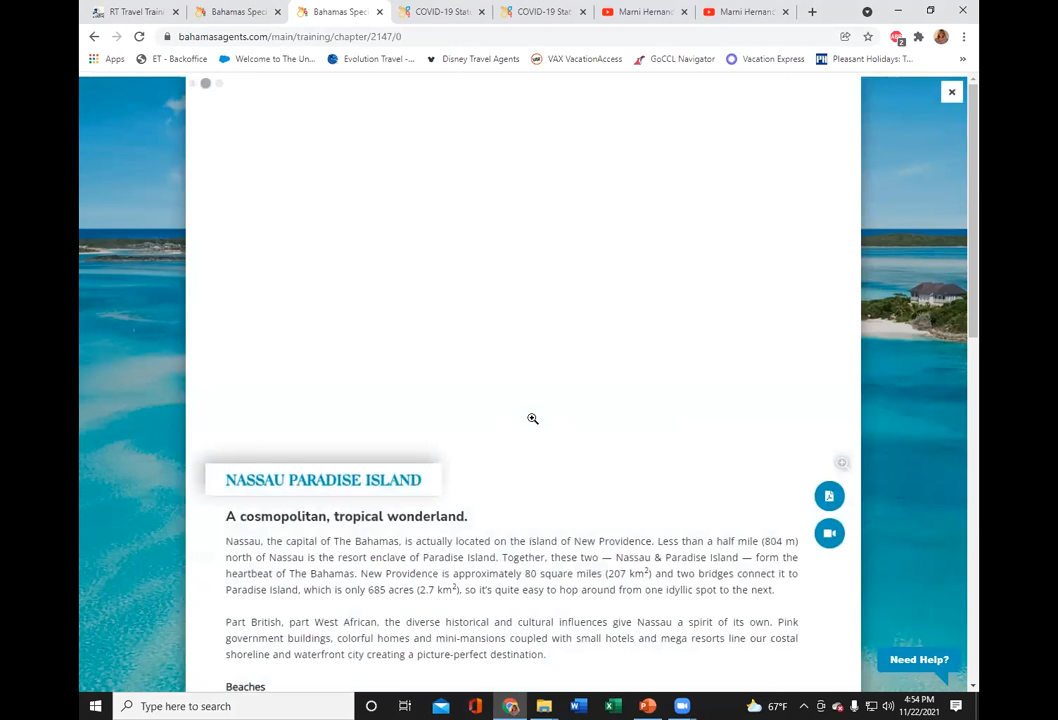 RT Travel Train
Bahamas Speci
Bahamas Speci
COVID-19 State
COVID-19 Stat
Marni Hernand
Marni Hernand
bahamasagents.com/main/training/chapter/2147/0
2
Apps
ET - Backoffice
Welcome to The Un...
Evolution Travel -...
Disney Travel Agents
VAX VacationAccess
GoCCL Navigator
Vacation Express
PH
Pleasant Holidays: T...
NASSAU PARADISE ISLAND
A cosmopolitan, tropical wonderland.
Nassau, the capital of The Bahamas, is actually located on the island of New Providence. Less than a half mile (804 m)
north of Nassau is the resort enclave of Paradise Island. Together, these two — Nassau & Paradise Island — form the
heartbeat of The Bahamas. New Providence is approximately 80 square miles (207 km²) and two bridges connect it to
Paradise Island, which is only 685 acres (2.7 km²), so it's quite easy to hop around from one idyllic spot to the next.
Part British, part West African, the diverse historical and cultural influences give Nassau a spirit of its own. Pink
government buildings, colorful homes and mini-mansions coupled with small hotels and mega resorts line our costal
shoreline and waterfront city creating a picture-perfect destination.
Beaches
Need Help?
Type here to search
67°F
4:54 PM
11/22/2021